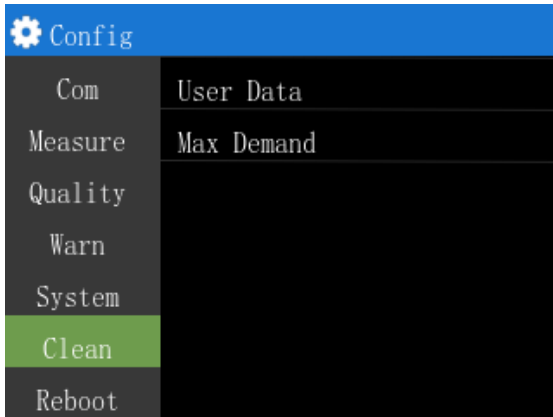 Config
Com
User Data
Measure
Max Demand
Quality
Warn
System
Clean
Reboot